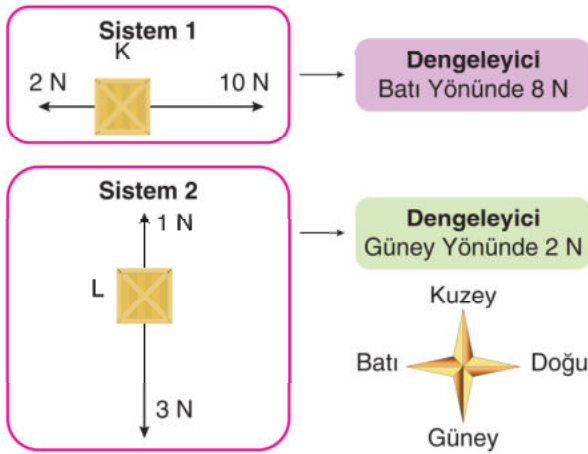 Sistem 1
K
2 N
10 N
Dengeleyici
Batı Yönünde 8 N
Sistem 2
1 N
L
3 N
Dengeleyici
Güney Yönünde 2 N
Kuzey
Batı
Doğu
Güney